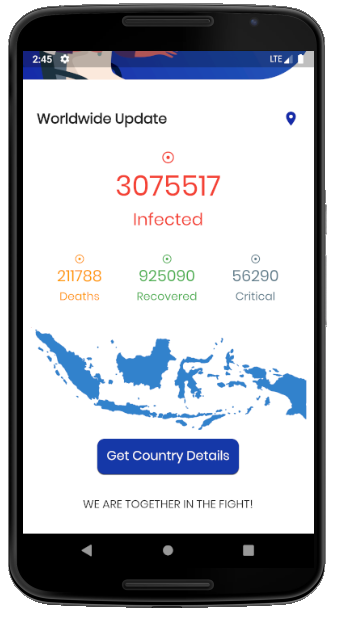 2:45 LTE
Worldwide Update
3075517
Infected
211788 925090 56290
Deaths Recovered Critical
Get Country Details
WE ARE TOGETHER IN THE FIGHT!